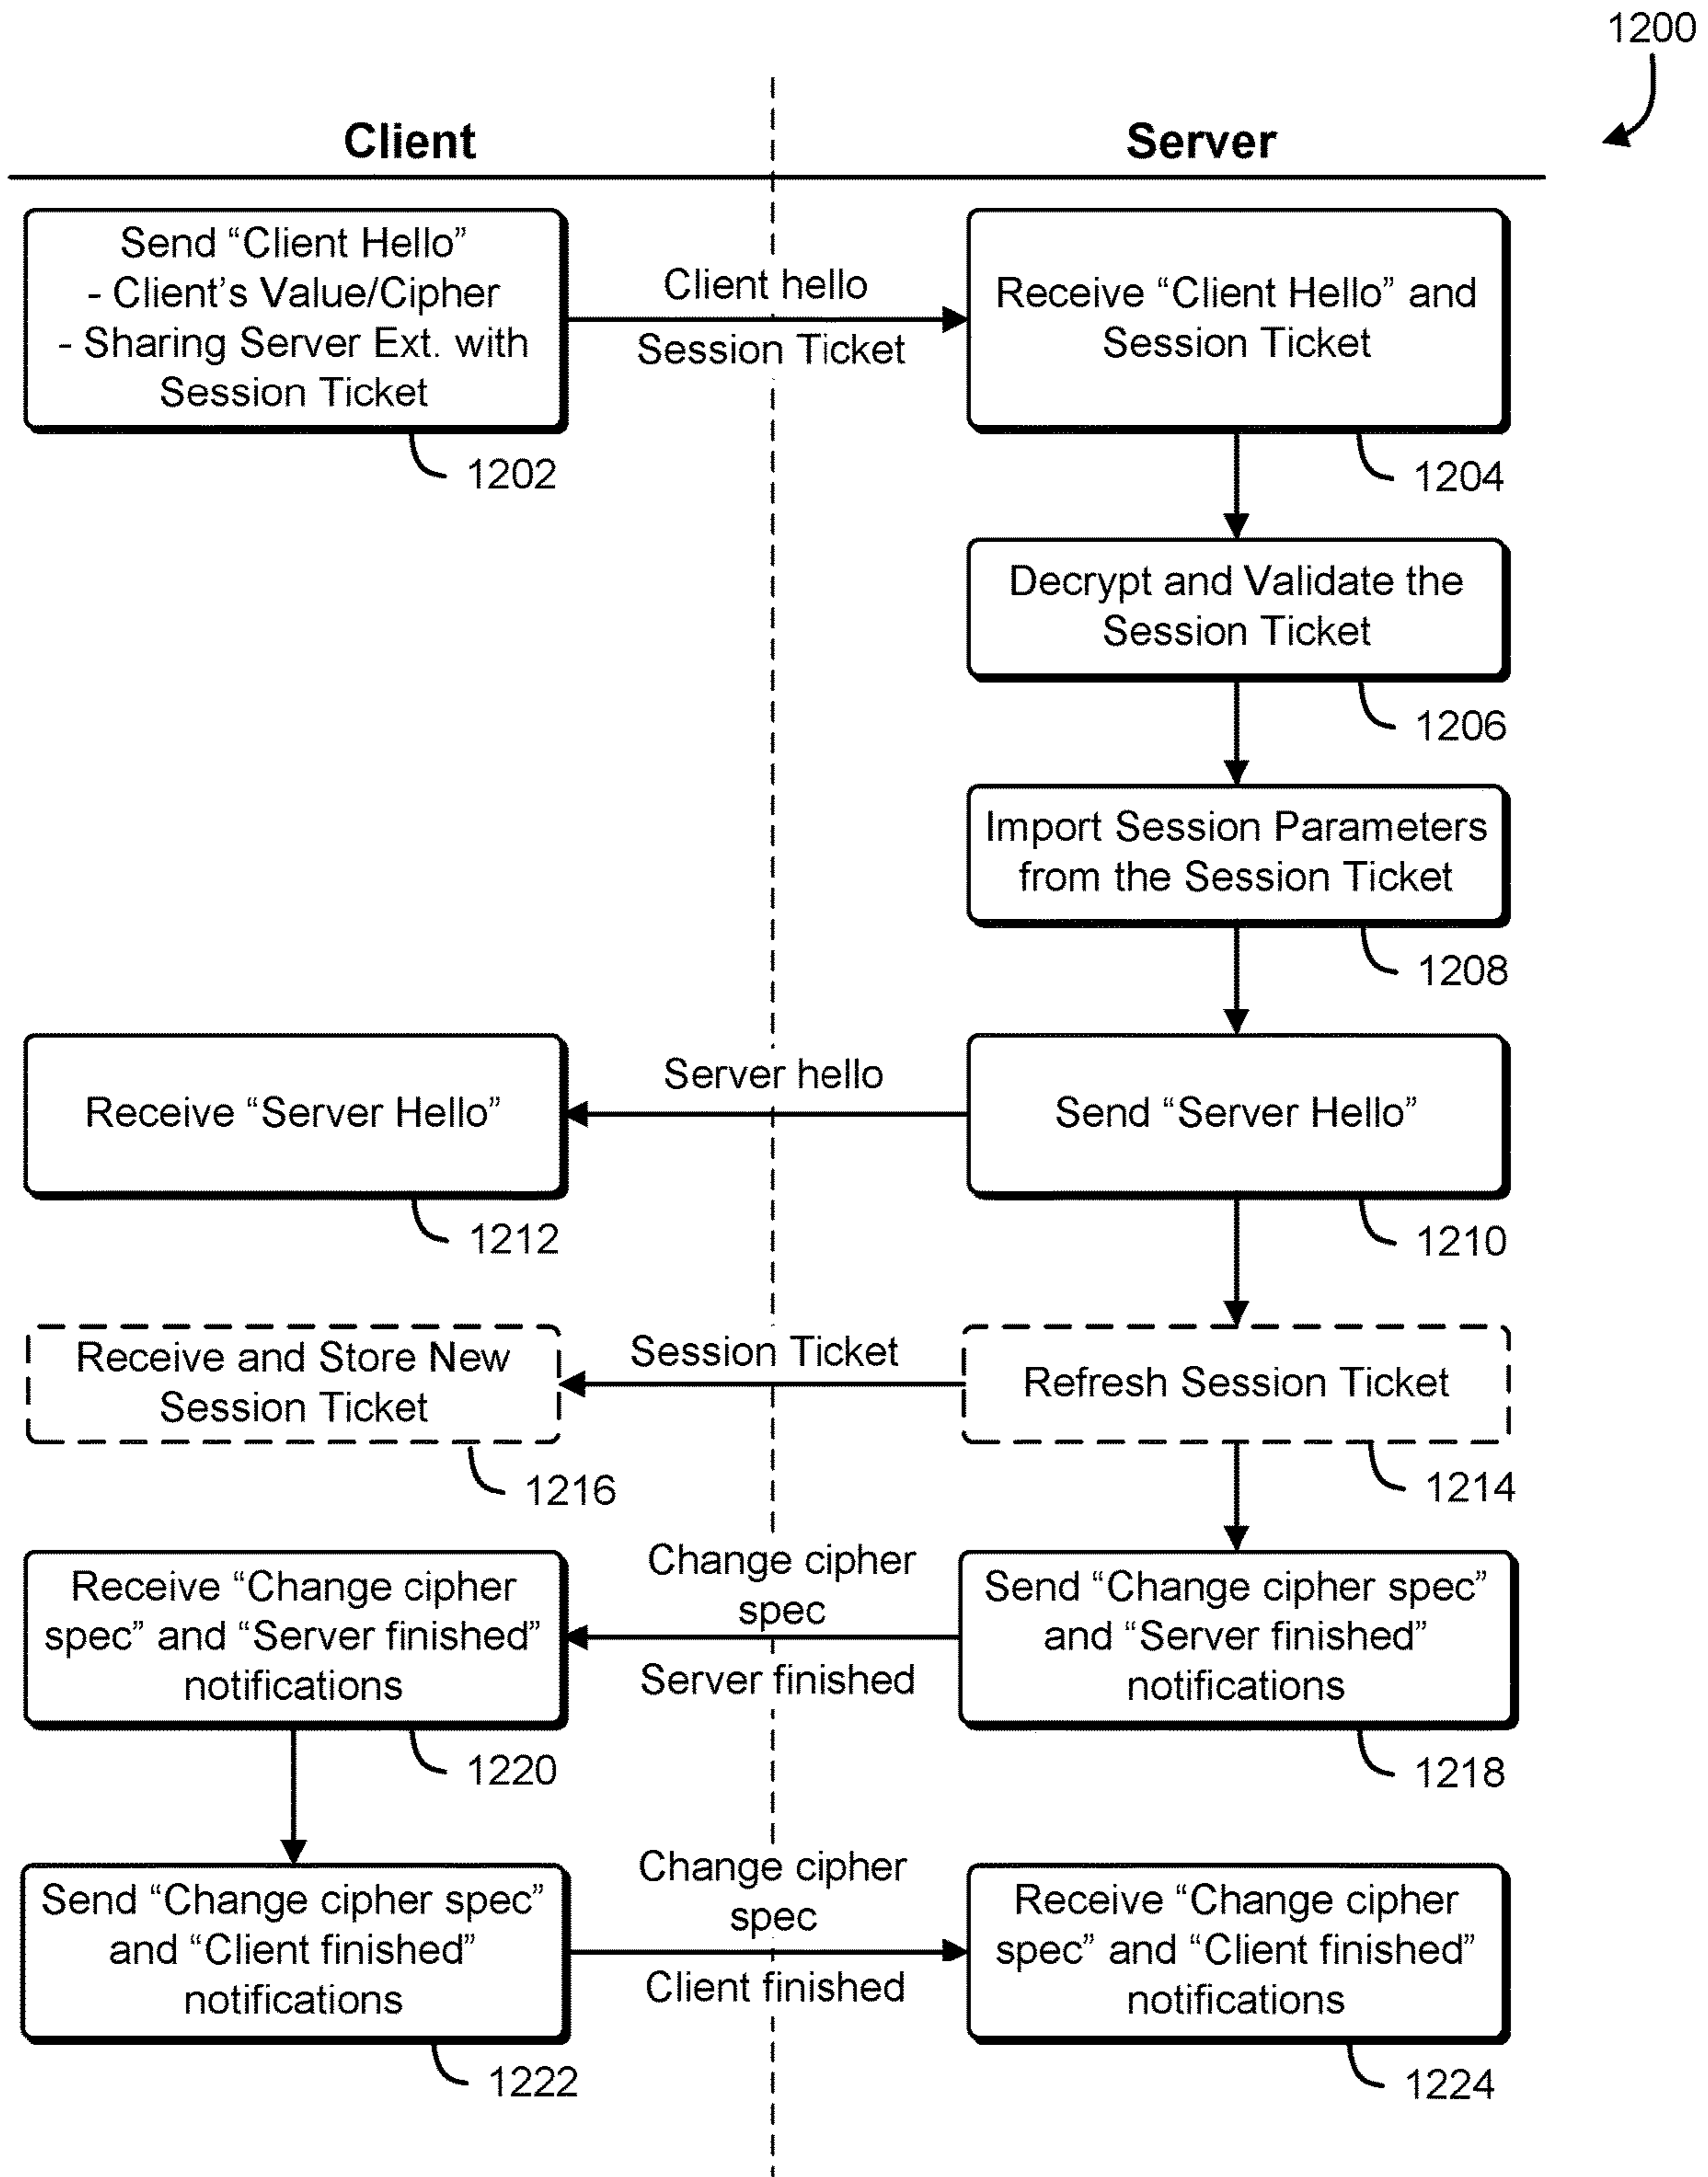 1200
Client
Server
Send “Client Hello”
- Client’s Value/Cipher
- Sharing Server Ext. with
Session Ticket
1202
Client hello
Session Ticket
Receive “Client Hello” and
Session Ticket
1204
Decrypt and Validate the
Session Ticket
1206
Import Session Parameters
from the Session Ticket
1208
Receive “Server Hello”
1212
Server hello
Send “Server Hello”
1210
Receive and Store New
Session Ticket
1216
Session Ticket
Refresh Session Ticket
1214
Receive “Change cipher
spec” and “Server finished”
notifications
1220
Change cipher
spec
Server finished
Send “Change cipher spec”
and “Server finished”
notifications
1218
Send “Change cipher spec”
and “Client finished”
notifications
1222
Change cipher
spec
Client finished
Receive “Change cipher
spec” and “Client finished”
notifications
1224